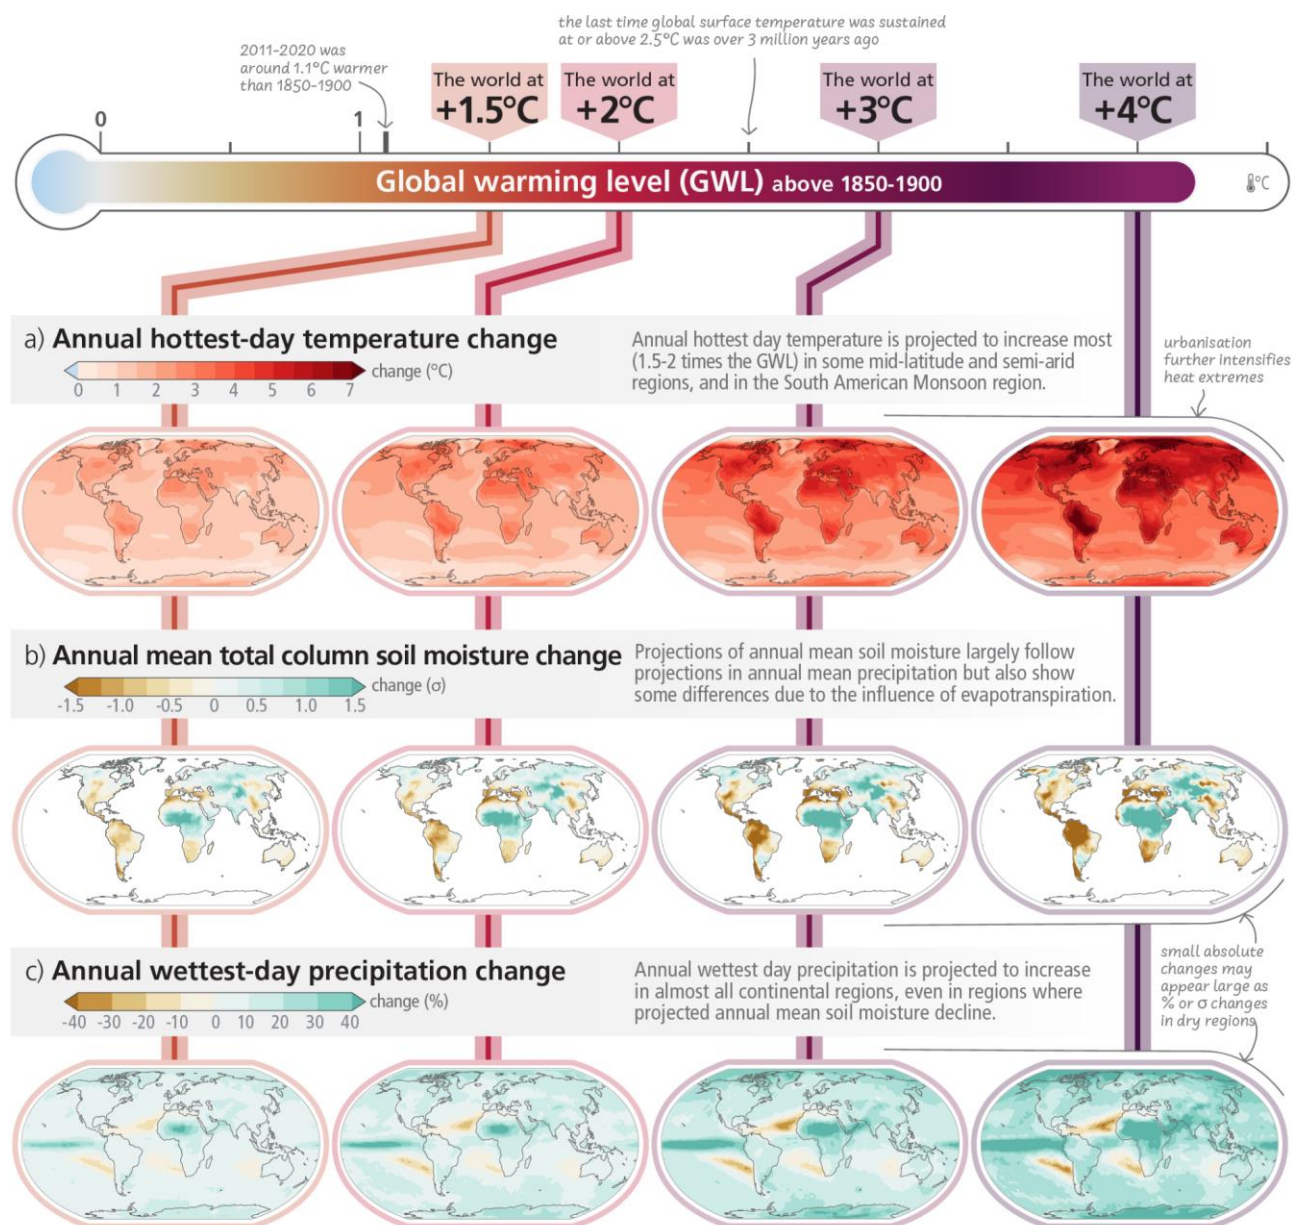 the last time global surface temperature was sustained
at or above 2.5°C was over 3 million years ago
2011-2020 was
around 1.1°C warmer
than 1850-1900
The world at
+1.5°C
The world at
+2°C
The world at
+3°C
The world at
+4°C
0
1
Global warming level (GWL) above 1850-1900
°C
a) Annual hottest-day temperature change
change (°C)
0 1 2 3 4 5 6 7
Annual hottest day temperature is projected to increase most
(1.5-2 times the GWL) in some mid-latitude and semi-arid
regions, and in the South American Monsoon region.
urbanisation
further intensifies
heat extremes
b) Annual mean total column soil moisture change
change (σ)
-1.5 -1.0 -0.5 0 0.5 1.0 1.5
Projections of annual mean soil moisture largely follow
projections in annual mean precipitation but also show
some differences due to the influence of evapotranspiration.
c) Annual wettest-day precipitation change
change (%)
-40 -30 -20 -10 0 10 20 30 40
Annual wettest day precipitation is projected to increase
in almost all continental regions, even in regions where
projected annual mean soil moisture decline.
small absolute
changes may
appear large as
% or σ changes
in dry regions